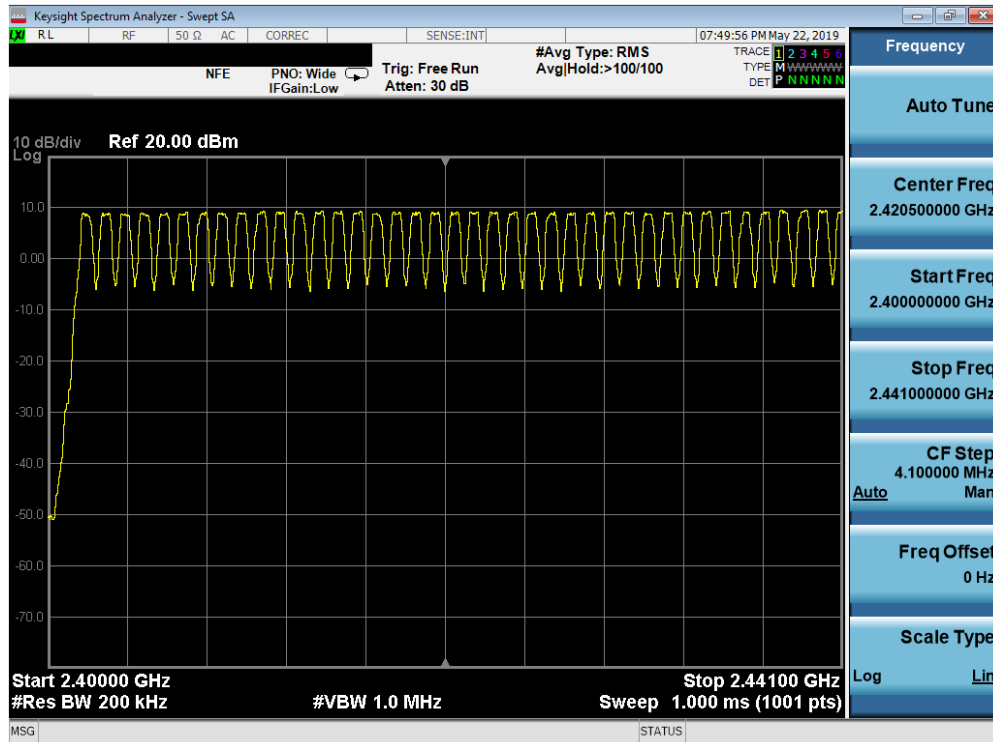 Keysight Spectrum Analyzer - Swept SA
LXI RL RF 50 Ω AC CORREC SENSE:INT 07:49:56 PM May 22, 2019
NFE PNO: Wide Trig: Free Run #Avg Type: RMS TRACE 1 2 3 4 5 6
IFGain:Low Atten: 30 dB Avg|Hold:>100/100 TYPE M WWWWW
DET P N N N N N
10 dB/div Ref 20.00 dBm
Log
10.0
0.00
-10.0
-20.0
-30.0
-40.0
-50.0
-60.0
-70.0
Start 2.40000 GHz Stop 2.44100 GHz
#Res BW 200 kHz #VBW 1.0 MHz Sweep 1.000 ms (1001 pts)
MSG STATUS
Frequency
Auto Tune
Center Freq
2.420500000 GHz
Start Freq
2.400000000 GHz
Stop Freq
2.441000000 GHz
CF Step
4.100000 MHz
Auto Man
Freq Offset
0 Hz
Scale Type
Log Lin